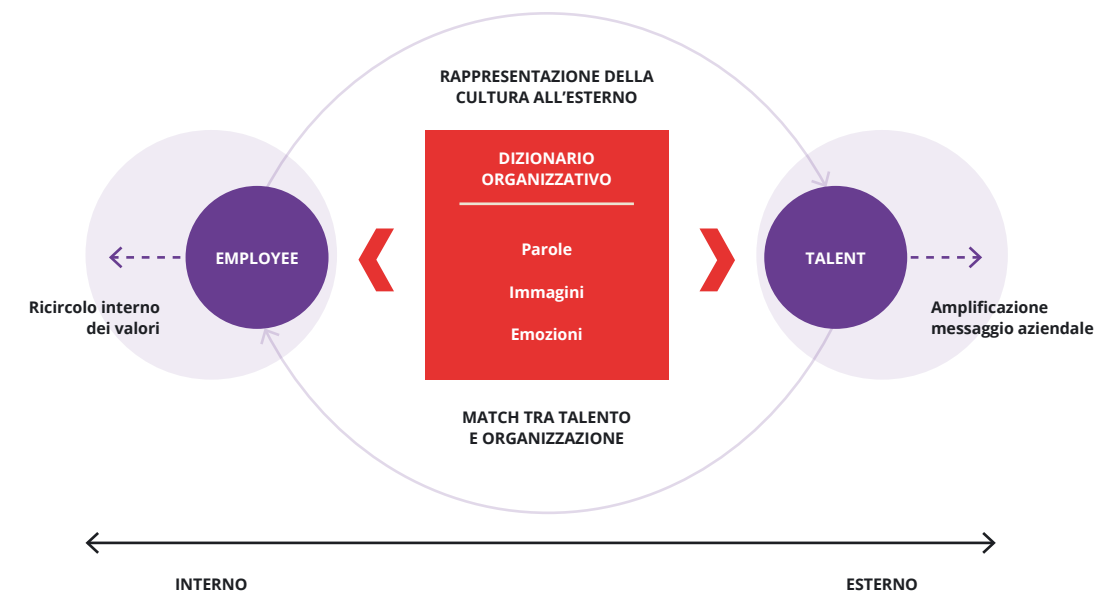 RAPPRESENTAZIONE DELLA
CULTURA ALL'ESTERNO
DIZIONARIO
ORGANIZZATIVO
Parole
Immagini
Emozioni
EMPLOYEE
TALENT
Ricircolo interno
dei valori
Amplificazione
messaggio aziendale
MATCH TRA TALENTO
E ORGANIZZAZIONE
INTERNO
ESTERNO